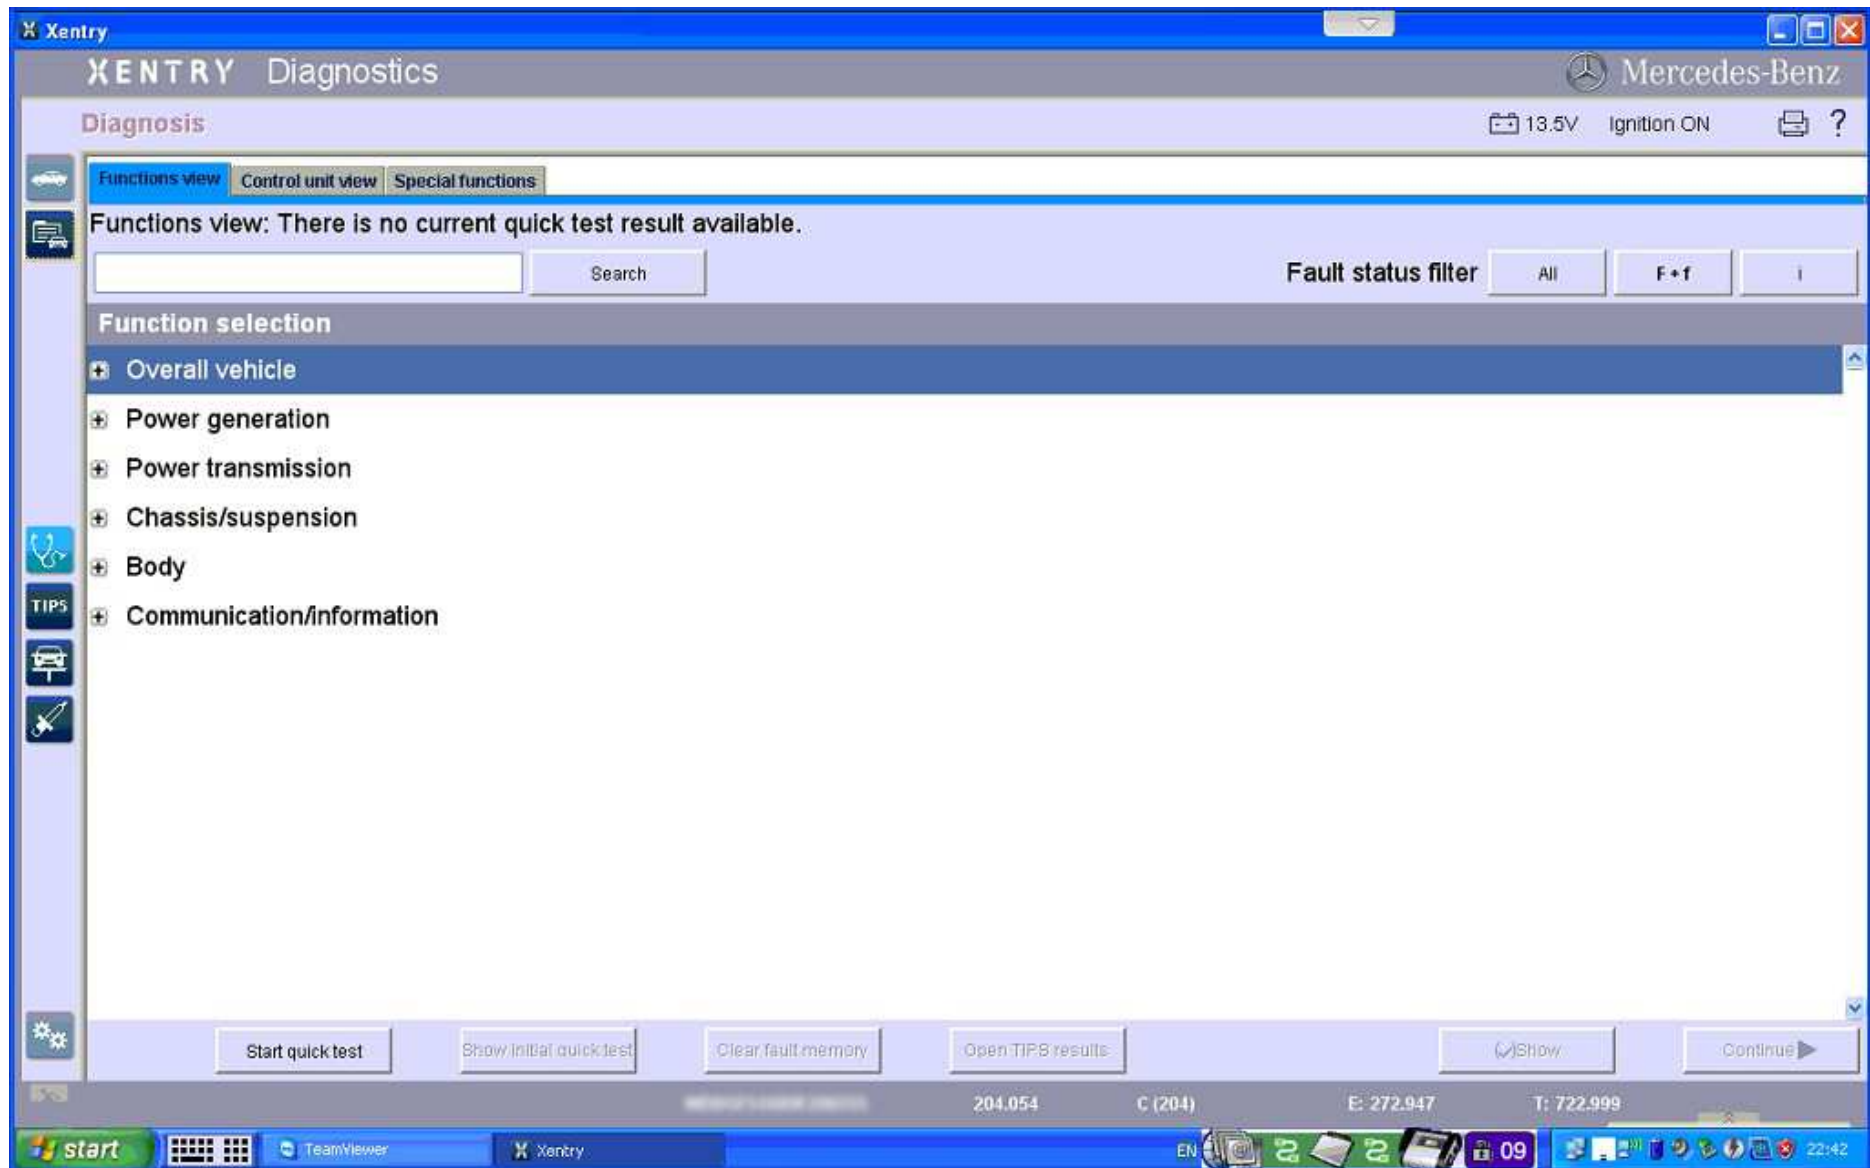 Xentry
XENTRY Diagnostics
Mercedes-Benz
Diagnosis
13.5V Ignition ON ?
Functions view Control unit view Special functions
Functions view: There is no current quick test result available.
Search Fault status filter All F + f i
Function selection
Overall vehicle
Power generation
Power transmission
Chassis/suspension
Body
TIPS
Communication/information
Start quick test Show initial quick test Clear fault memory Open TIPS results Show Continue
204.054 C (204) E: 272.947 T: 722.999
start TeamViewer Xentry EN 09 22:42